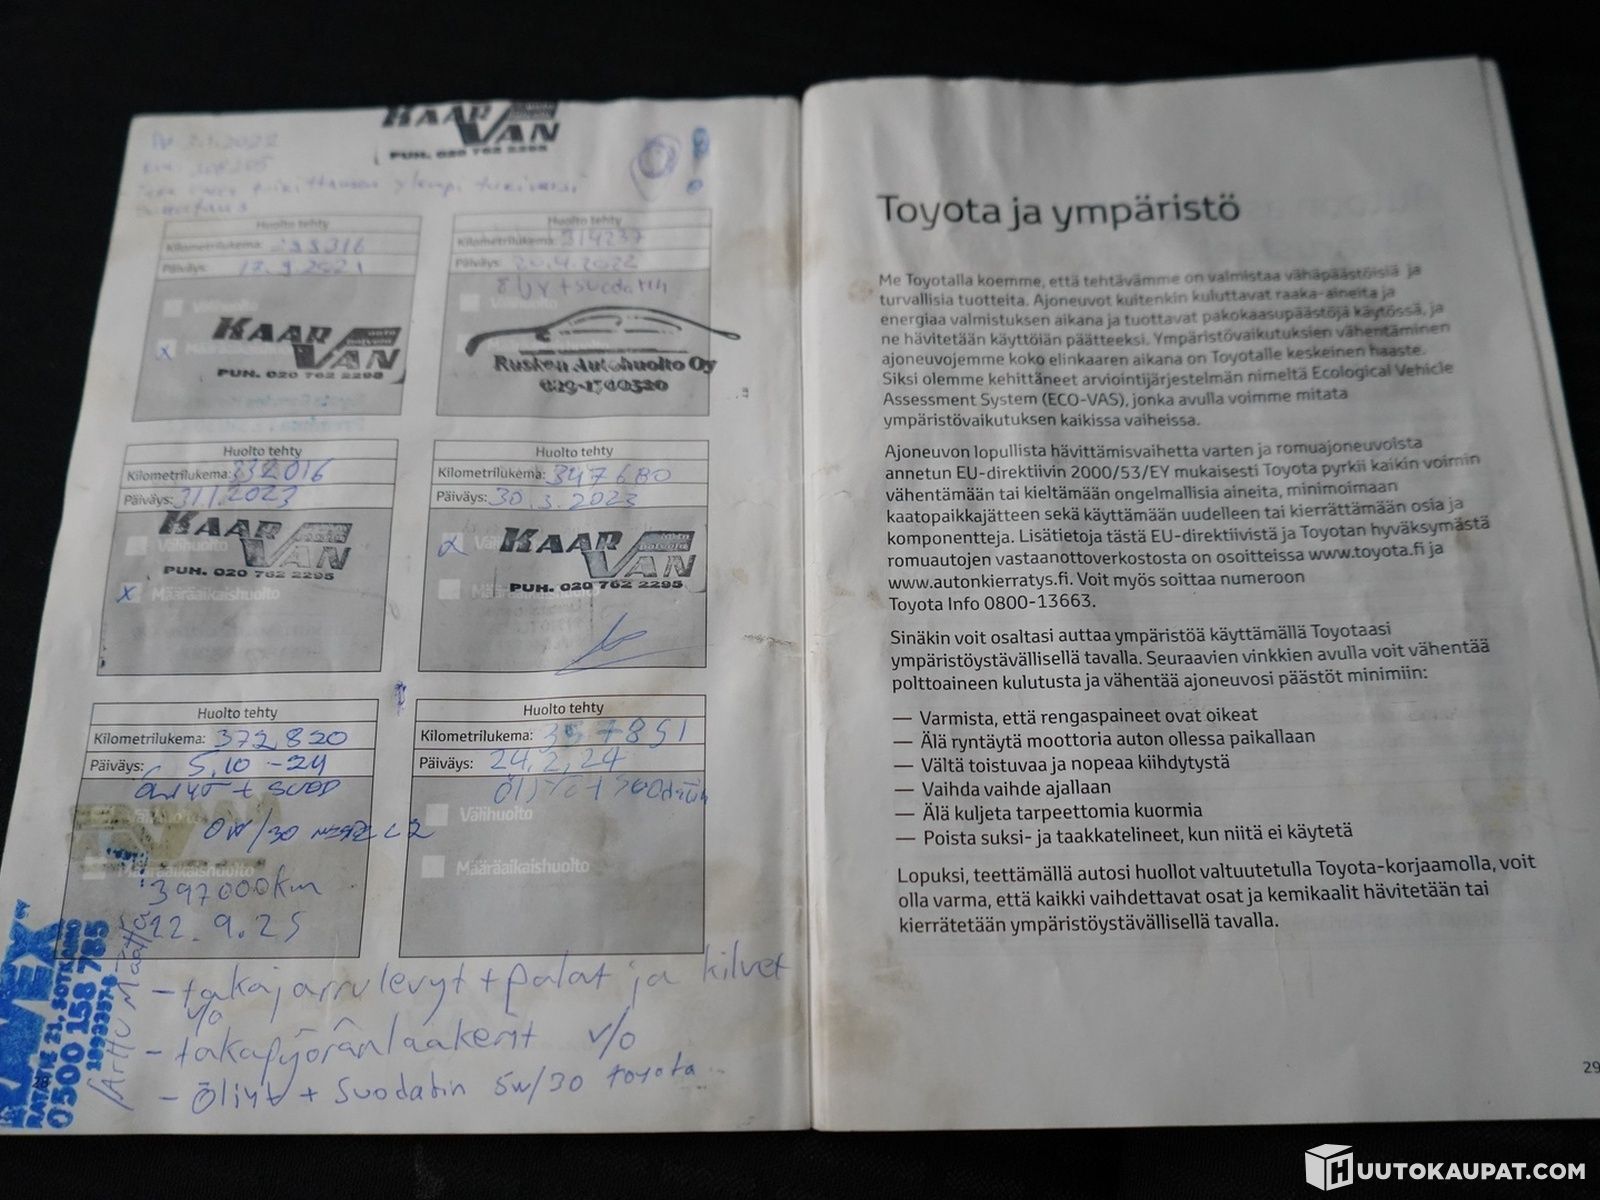 KAAR VAN
PUH. 020 762 2295
Huolto tehty
Kilometrilukema:
Päiväys: 17.9.2021
x
KAAR VAN
auto
PUH. 020 762 2295
Huolto tehty
Kilometrilukema: 314237
Päiväys: 20.4.2022
öljyt + suodatin
Rusken Autohuolto Oy
Huolto tehty
Kilometrilukema: 332016
Päiväys: 31.1.2023
Välihuolto
KAAR VAN
PUH. 020 762 2295
x Määräaikaishuolto
Huolto tehty
Kilometrilukema: 347680
Päiväys: 30.3.2023
KAAR VAN
PUH. 020 762 2295
Määräaikaishuolto
Huolto tehty
Kilometrilukema: 372820
Päiväys: 5.10-24
Öljyt + suod
0W/30
Määräaikaishuolto
397000km
22.9.25
Huolto tehty
Kilometrilukema: 357851
Päiväys: 24.2.24
Öljyt + suodatin
Välihuolto
Määräaikaishuolto
RATATIE 21, SOTKAMO
0500 158 785
- takajarrulevyt + palat ja kilvet
v/o
- takapyöränlaakerit v/o
- öljyt + suodatin 5w/30 toyota
28
Toyota ja ympäristö
Me Toyotalla koemme, että tehtävämme on valmistaa vähäpäästöisiä ja
turvallisia tuotteita. Ajoneuvot kuitenkin kuluttavat raaka-aineita ja
energiaa valmistuksen aikana ja tuottavat pakokaasupäästöjä käytössä, ja
ne hävitetään käyttöiän päätteeksi. Ympäristövaikutuksien vähentäminen
ajoneuvojemme koko elinkaaren aikana on Toyotalle keskeinen haaste.
Siksi olemme kehittäneet arviointijärjestelmän nimeltä Ecological Vehicle
Assessment System (ECO-VAS), jonka avulla voimme mitata
ympäristövaikutuksen kaikissa vaiheissa.
Ajoneuvon lopullista hävittämisvaihetta varten ja romuajoneuvoista
annetun EU-direktiivin 2000/53/EY mukaisesti Toyota pyrkii kaikin voimin
vähentämään tai kieltämään ongelmallisia aineita, minimoimaan
kaatopaikkajätteen sekä käyttämään uudelleen tai kierrättämään osia ja
komponentteja. Lisätietoja tästä EU-direktiivistä ja Toyotan hyväksymästä
romuautojen vastaanottoverkostosta on osoitteissa www.toyota.fi ja
www.autonkierratys.fi. Voit myös soittaa numeroon
Toyota Info 0800-13663.
Sinäkin voit osaltasi auttaa ympäristöä käyttämällä Toyotaasi
ympäristöystävällisellä tavalla. Seuraavien vinkkien avulla voit vähentää
polttoaineen kulutusta ja vähentää ajoneuvosi päästöt minimiin:
— Varmista, että rengaspaineet ovat oikeat
— Älä ryntäytä moottoria auton ollessa paikallaan
— Vältä toistuvaa ja nopeaa kiihdytystä
— Vaihda vaihde ajallaan
— Älä kuljeta tarpeettomia kuormia
— Poista suksi- ja taakkatelineet, kun niitä ei käytetä
Lopuksi, teettämällä autosi huollot valtuutetulla Toyota-korjaamolla, voit
olla varma, että kaikki vaihdettavat osat ja kemikaalit hävitetään tai
kierrätetään ympäristöystävällisellä tavalla.
29
HUUTOKAUPAT.COM